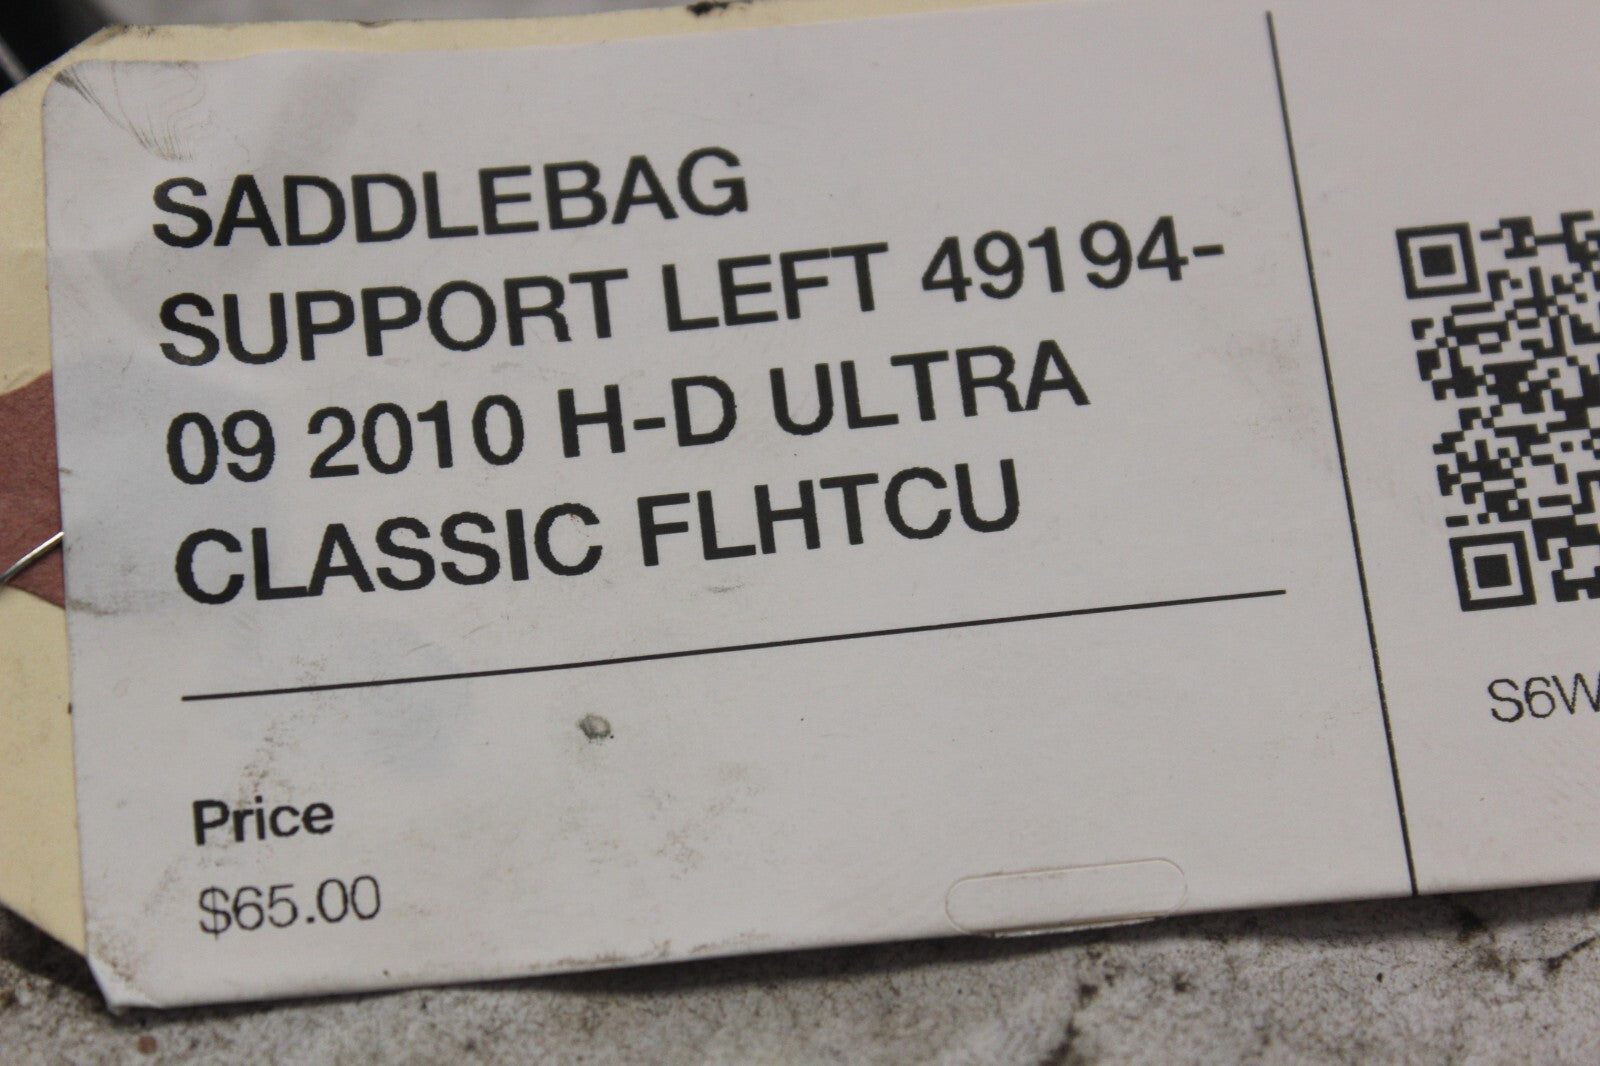 SADDLEBAG
SUPPORT LEFT 49194-
09 2010 H-D ULTRA
CLASSIC FLHTCU
Price
$65.00
S6W